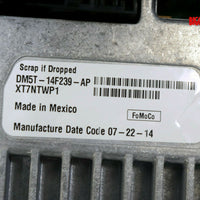 Scrap if Dropped
DM5T-14F239-AP
XT7NTWP1
Made in Mexico
FoMoCo
Manufacture Date Code 07-22-14